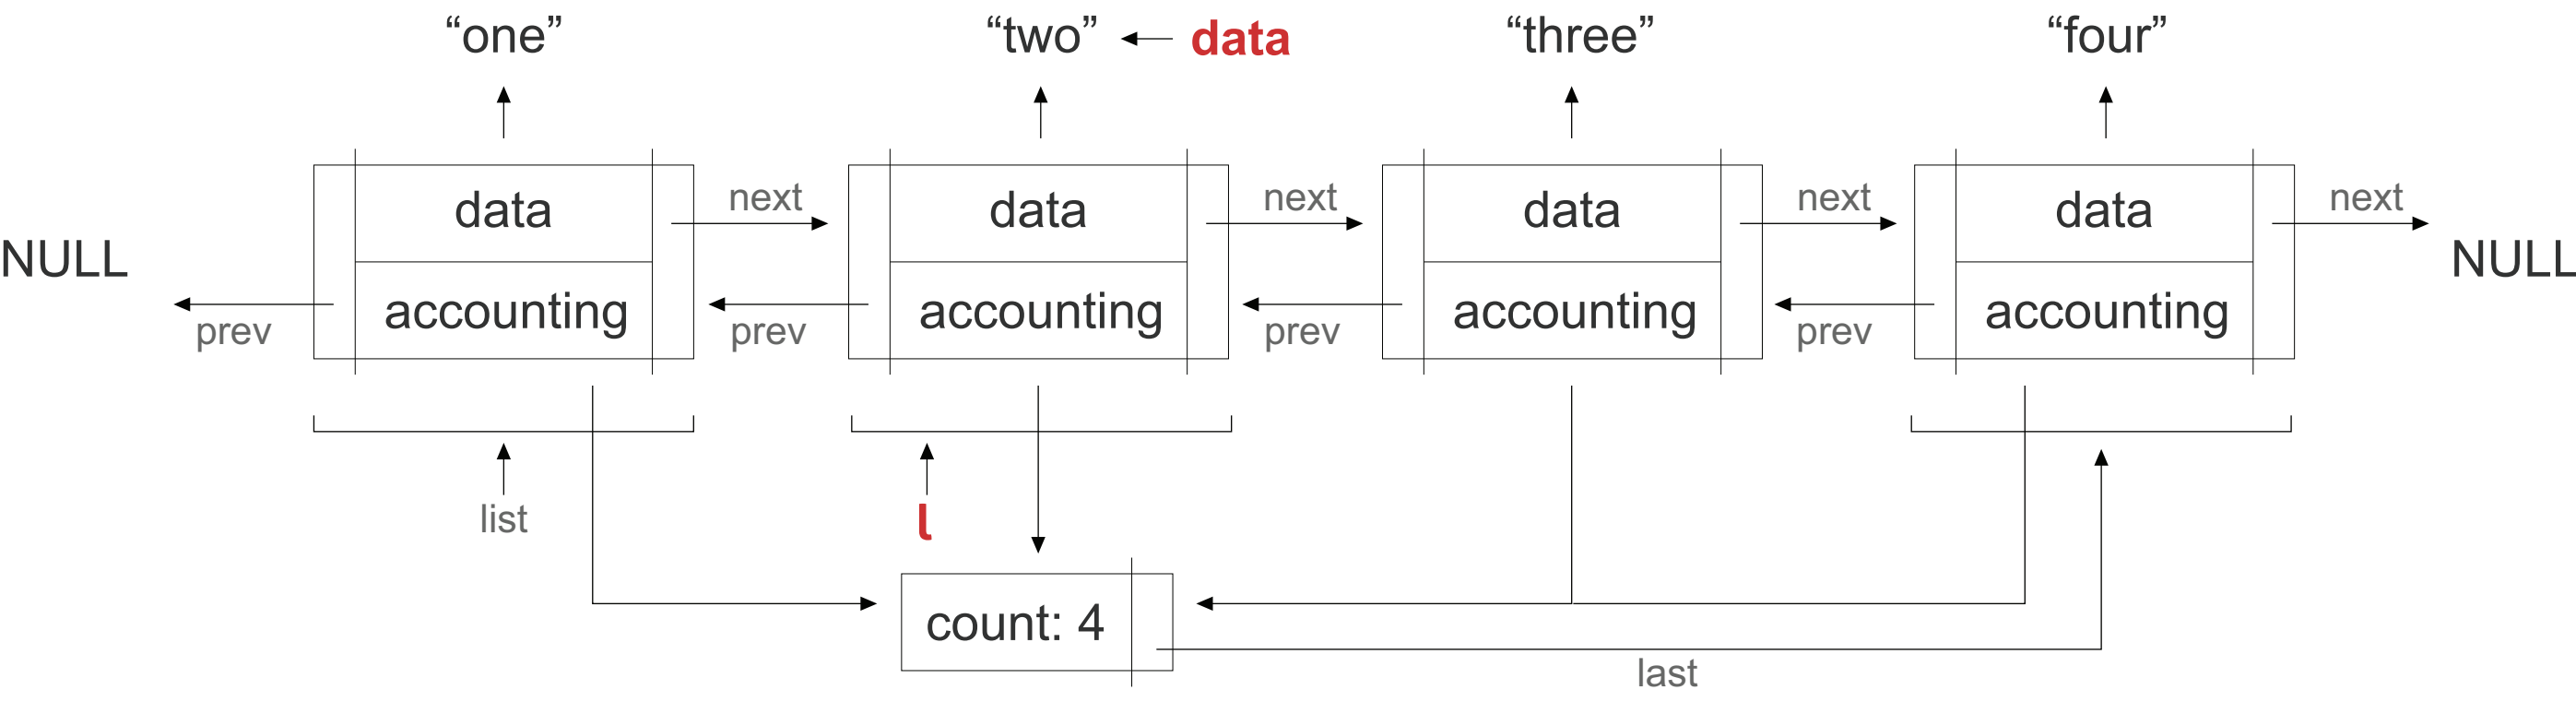 “one”
“two”
data
“three”
“four”
data
next
data
next
data
next
data
next
NULL
NULL
accounting
accounting
accounting
accounting
prev
prev
prev
prev
list
l
count: 4
last